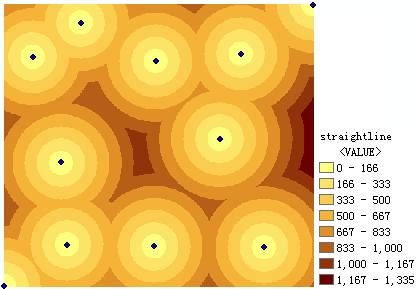 straightline
<VALUE>
0 - 166
166 - 333
333 - 500
500 - 667
667 - 833
833 - 1,000
1,000 - 1,167
1,167 - 1,335